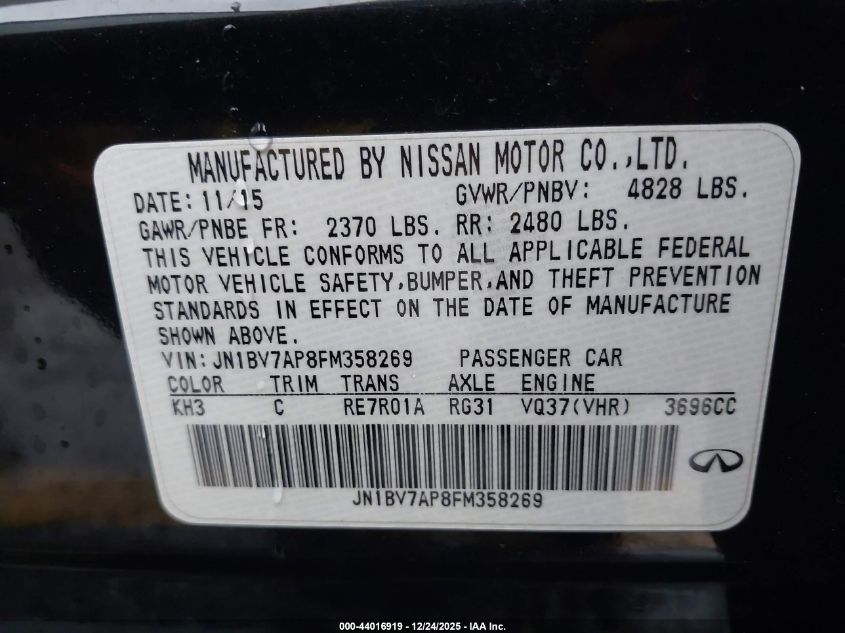 MANUFACTURED BY NISSAN MOTOR CO.,LTD.
DATE: 11/15 GVWR/PNBV: 4828 LBS.
GAWR/PNBE FR: 2370 LBS. RR: 2480 LBS.
THIS VEHICLE CONFORMS TO ALL APPLICABLE FEDERAL
MOTOR VEHICLE SAFETY,BUMPER,AND THEFT PREVENTION
STANDARDS IN EFFECT ON THE DATE OF MANUFACTURE
SHOWN ABOVE.
VIN: JN1BV7AP8FM358269 PASSENGER CAR
COLOR TRIM TRANS AXLE ENGINE
KH3 C RE7R01A RG31 VQ37(VHR) 3696CC
JN1BV7AP8FM358269
000-44016919 - 12/24/2025 - IAA Inc.